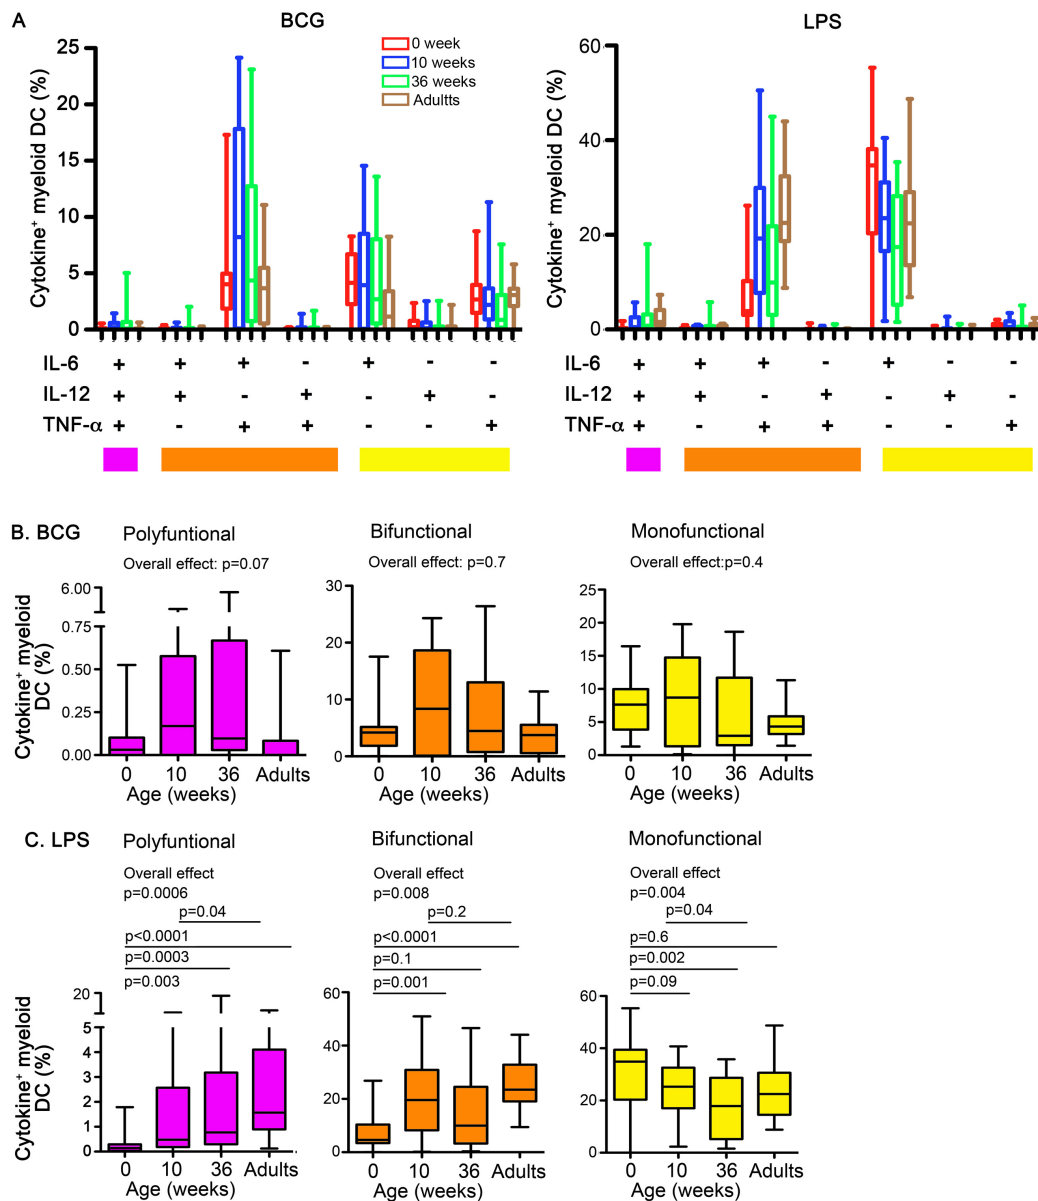 A
BCG
LPS
0 week
10 weeks
36 weeks
Adultts
Cytokine+ myeloid DC (%)
25
20
15
10
5
0
Cytokine+ myeloid DC (%)
60
40
20
0
IL-6 + + + - + - -
IL-12 + + - + - + -
TNF-α + - + + - - +
+ + + - + - -
+ + - + - + -
+ - + + - - +
B. BCG
Polyfuntional
Bifunctional
Monofunctional
Overall effect: p=0.07
Overall effect: p=0.7
Overall effect:p=0.4
Cytokine+ myeloid
DC (%)
6.00
0.75
0.50
0.25
0.00
30
20
10
0
25
20
15
10
5
0
0 10 36 Adults
Age (weeks)
0 10 36 Adults
Age (weeks)
0 10 36 Adults
Age (weeks)
C. LPS
Polyfuntional
Bifunctional
Monofunctional
Overall effect
p=0.0006
p=0.04
p<0.0001
p=0.0003
p=0.003
Overall effect
p=0.008
p=0.2
p<0.0001
p=0.1
p=0.001
Overall effect
p=0.004
p=0.04
p=0.6
p=0.002
p=0.09
Cytokine+ myeloid
DC (%)
20
5
4
3
2
1
0
60
40
20
0
60
40
20
0
0 10 36 Adults
Age (weeks)
0 10 36 Adults
Age (weeks)
0 10 36 Adults
Age (weeks)